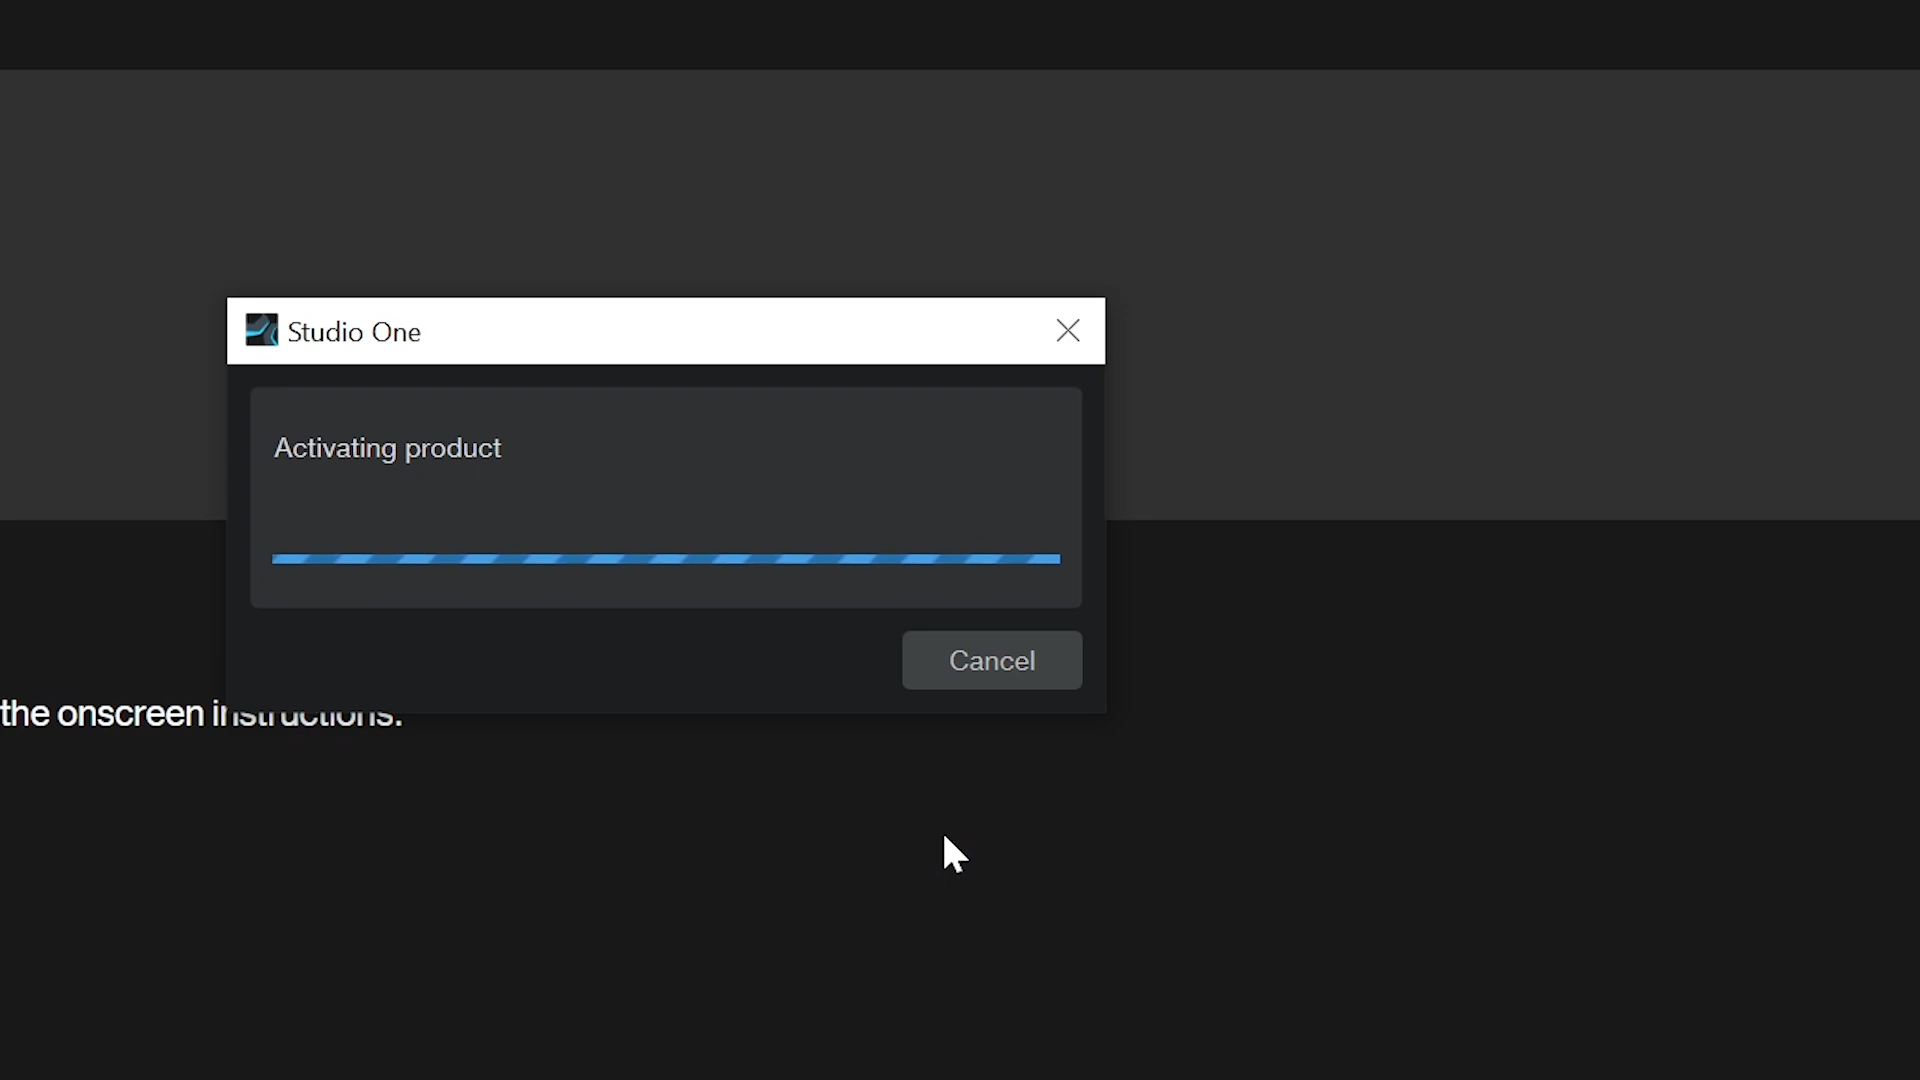 Studio One
Activating product
Cancel
the onscreen instructions.